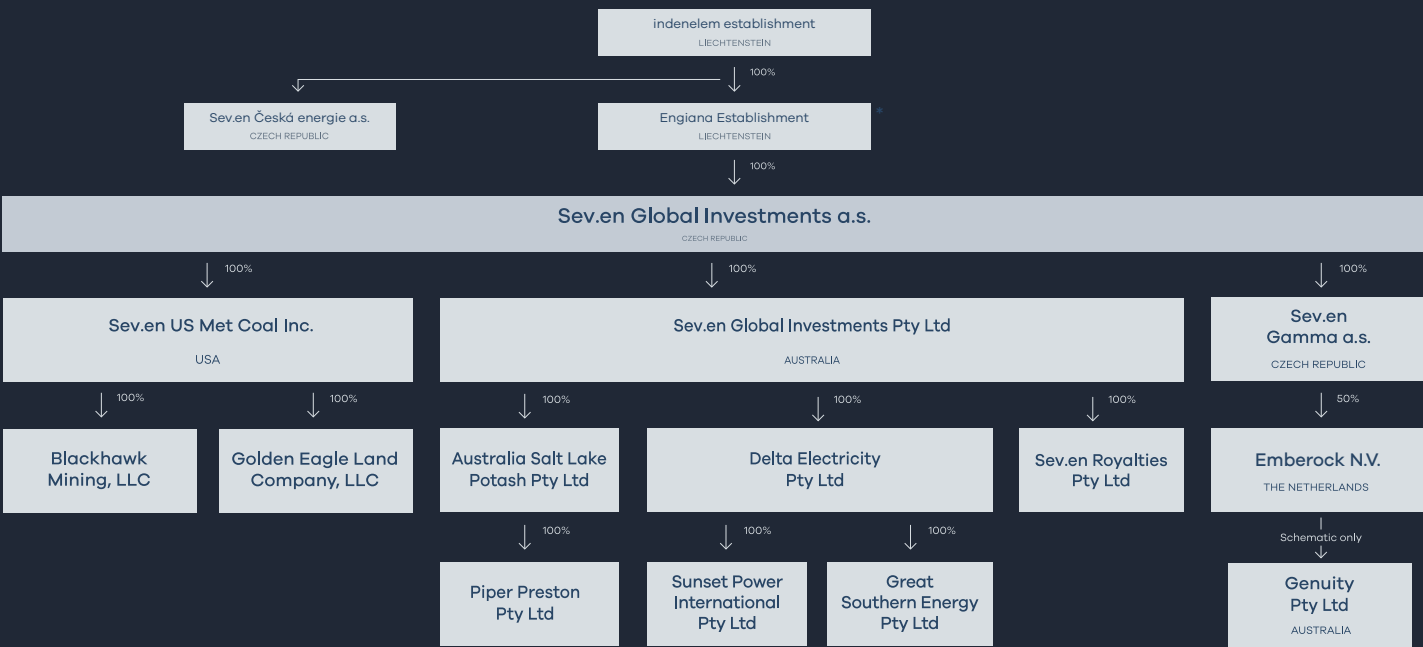 indenelem establishment
LIECHTENSTEIN
100%
Sev.en Česká energie a.s.
CZECH REPUBLIC
Engiana Establishment
LIECHTENSTEIN
100%
Sev.en Global Investments a.s.
CZECH REPUBLIC
100%
100%
100%
Sev.en US Met Coal Inc.
USA
Sev.en Global Investments Pty Ltd
AUSTRALIA
Sev.en
Gamma a.s.
CZECH REPUBLIC
100%
100%
100%
100%
100%
50%
Blackhawk
Mining, LLC
Golden Eagle Land
Company, LLC
Australia Salt Lake
Potash Pty Ltd
Delta Electricity
Pty Ltd
Sev.en Royalties
Pty Ltd
Emberock N.V.
THE NETHERLANDS
100%
100%
100%
Schematic only
Piper Preston
Pty Ltd
Sunset Power
International
Pty Ltd
Great
Southern Energy
Pty Ltd
Genuity
Pty Ltd
AUSTRALIA